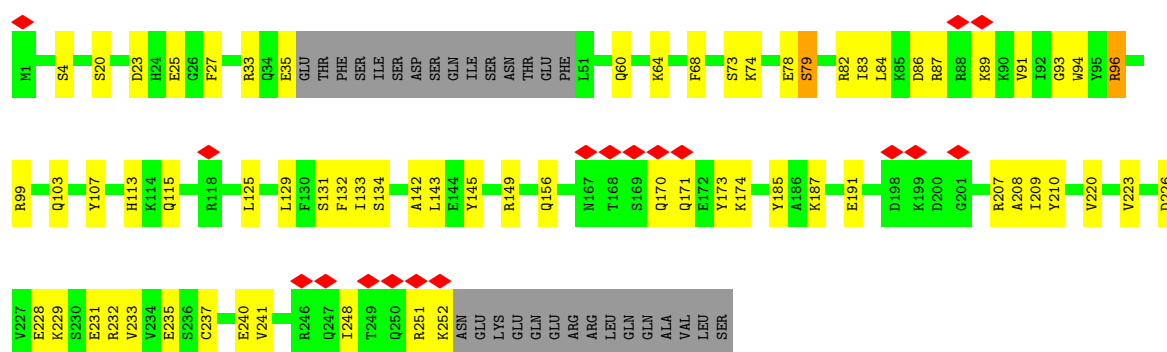 M1 S4 S20 D23 H24 E25 G26 F27 R33 Q34 E35 GLU THR PHE SER ILE SER ASP SER GLN ILE SER ASN THR GLU PHE L51 Q60 K64 F68 S73 K74 E78 S79 R82 I83 L84 K85 D86 R87 R88 K89 K90 V91 I92 G93 W94 Y95 R96
R99 Q103 Y107 H113 K114 Q115 R118 L125 L129 F130 S131 F132 I133 S134 A142 L143 E144 Y145 R149 Q156 N167 T168 S169 Q170 Q171 E172 Y173 K174 Y185 A186 K187 E191 D198 K199 D200 G201 R207 A208 I209 Y210 V220 V223 D226
V227 E228 K229 S230 E231 R232 V233 V234 E235 S236 C237 E240 V241 R246 Q247 I248 T249 Q250 R251 K252 ASN GLU LYS GLU GLN GLU ARG ARG LEU GLN GLN ALA VAL LEU SER